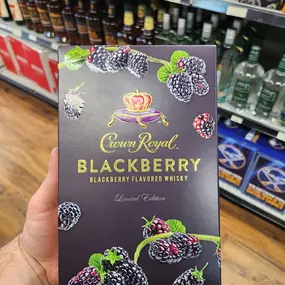 Crown Royal
BLACKBERRY
BLACKBERRY FLAVORED WHISKY
Limited Edition